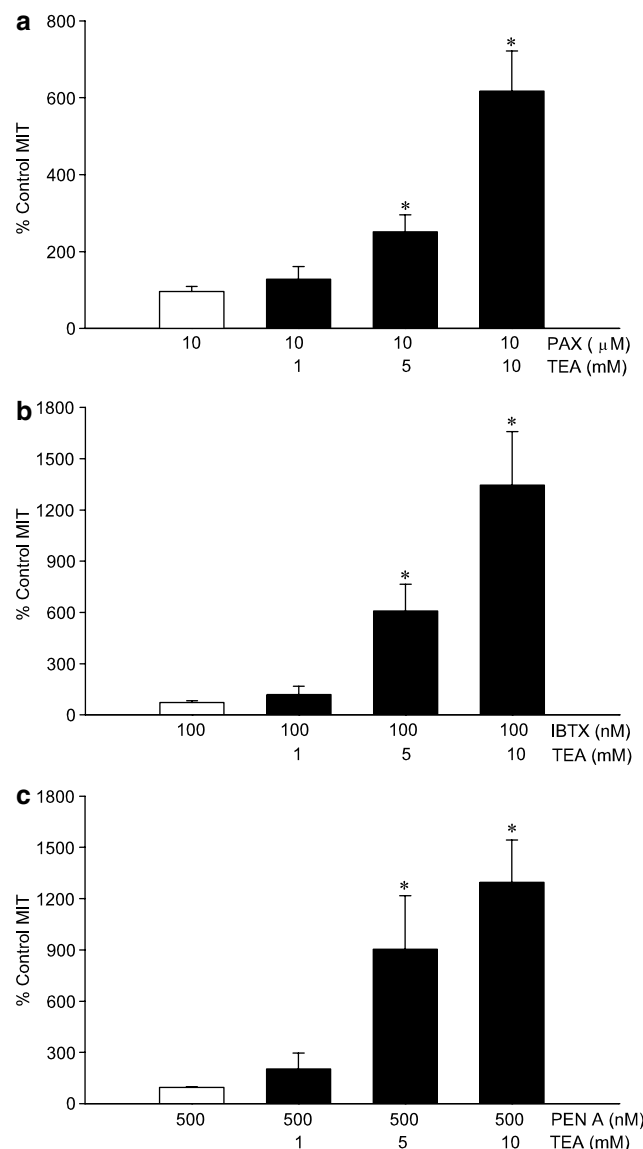 a
800
600
400
200
0
% Control MIT
*
*
10 10 10 10 PAX ( μM)
1 5 10 TEA (mM)
b
1800
1500
1200
900
600
300
0
% Control MIT
*
*
100 100 100 100 IBTX (nM)
1 5 10 TEA (mM)
c
1800
1500
1200
900
600
300
0
% Control MIT
*
*
500 500 500 500 PEN A (nM)
1 5 10 TEA (mM)